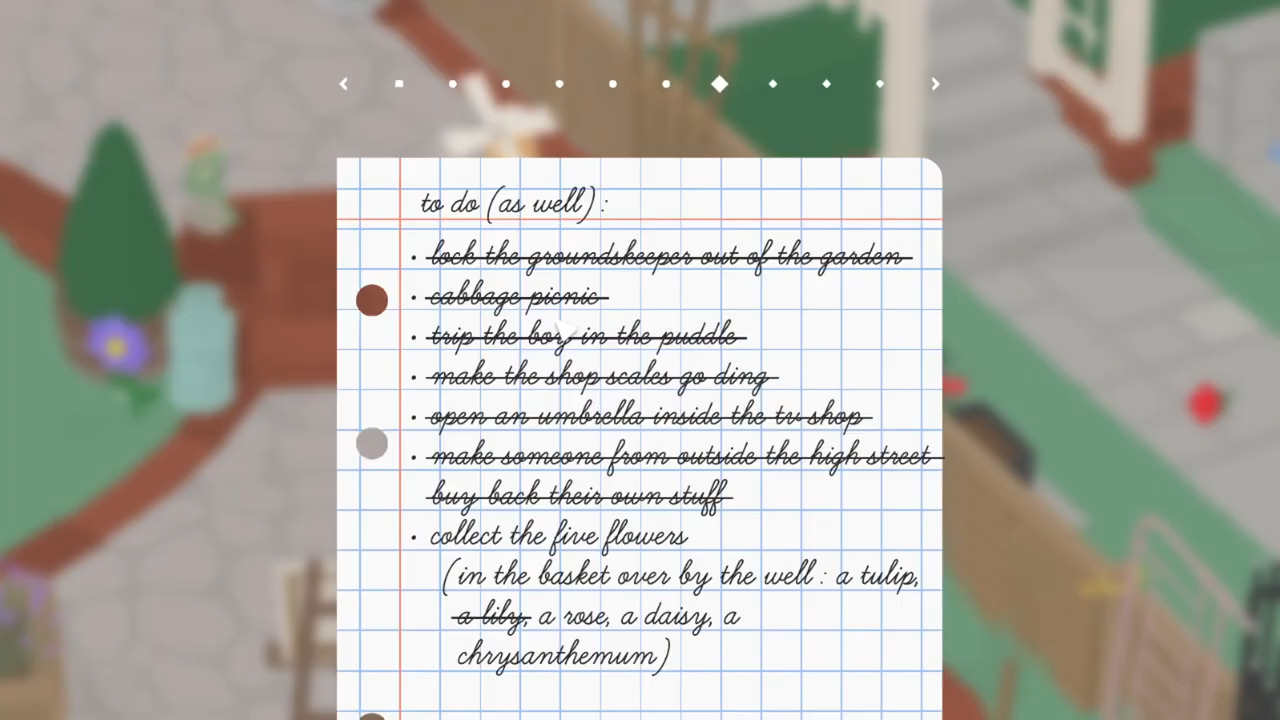 to do (as well) :
• lock the groundskeeper out of the garden
• cabbage picnic
• trip the boy in the puddle
• make the shop scales go ding
• open an umbrella inside the tv shop
• make someone from outside the high street
buy back their own stuff
• collect the five flowers
(in the basket over by the well : a tulip,
a lily, a rose, a daisy, a
chrysanthemum)